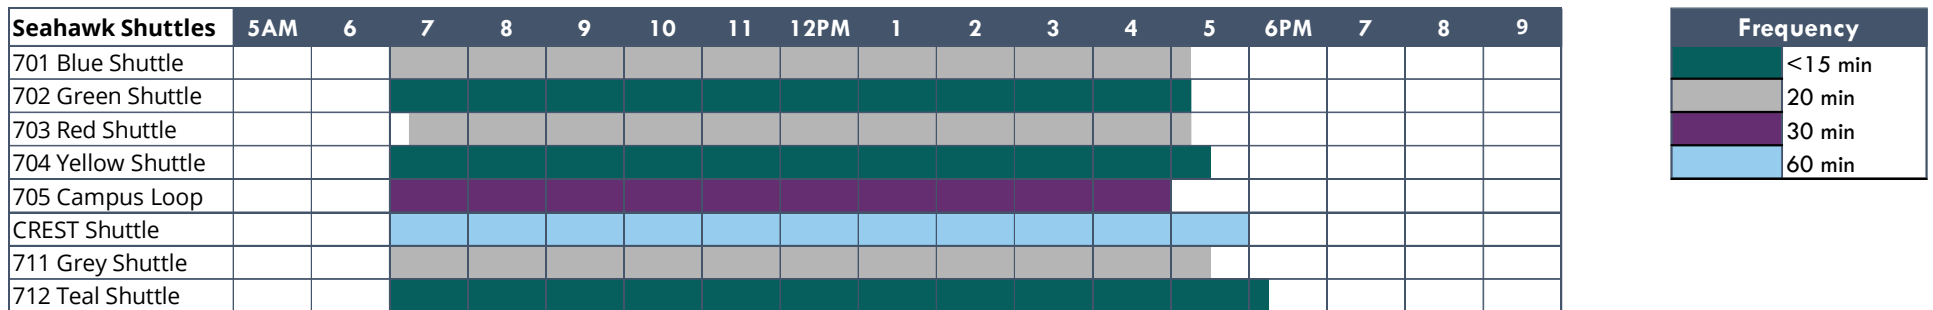 Seahawk Shuttles 5AM 6 7 8 9 10 11 12PM 1 2 3 4 5 6PM 7 8 9
701 Blue Shuttle
702 Green Shuttle
703 Red Shuttle
704 Yellow Shuttle
705 Campus Loop
CREST Shuttle
711 Grey Shuttle
712 Teal Shuttle
Frequency
<15 min
20 min
30 min
60 min